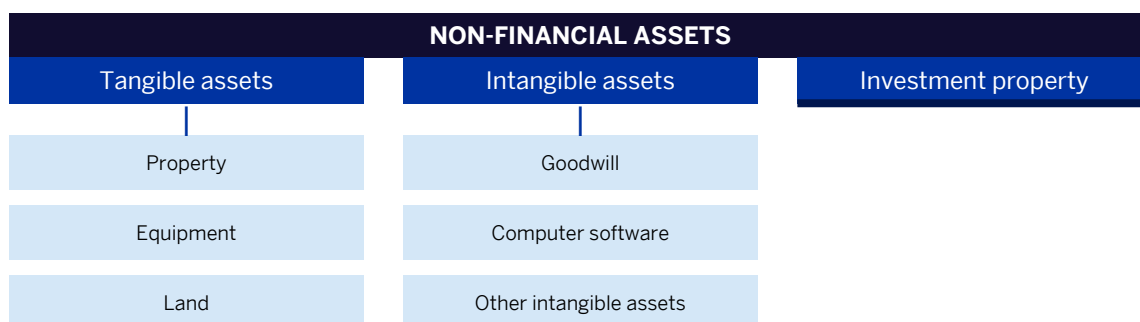 NON-FINANCIAL ASSETS
Tangible assets
Intangible assets
Investment property
Property
Goodwill
Equipment
Computer software
Land
Other intangible assets